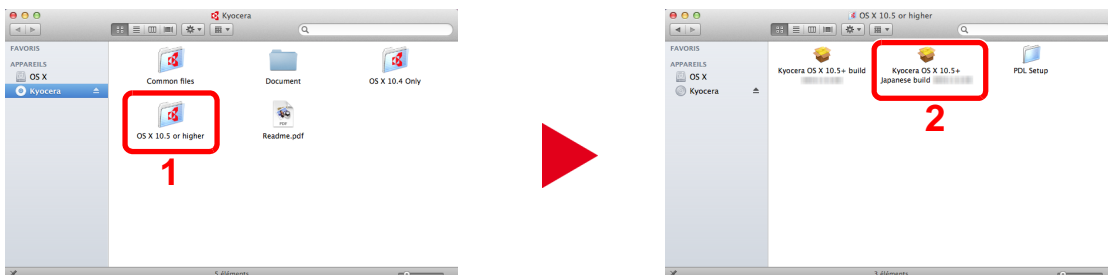 Kyocera
FAVORIS
APPAREILS
OS X
Kyocera
Common files
Document
OS X 10.4 Only
OS X 10.5 or higher
PDF
Readme.pdf
1
5 éléments
OS X 10.5 or higher
FAVORIS
APPAREILS
OS X
Kyocera
Kyocera OS X 10.5+ build
Kyocera OS X 10.5+
Japanese build
PDL Setup
2
3 éléments